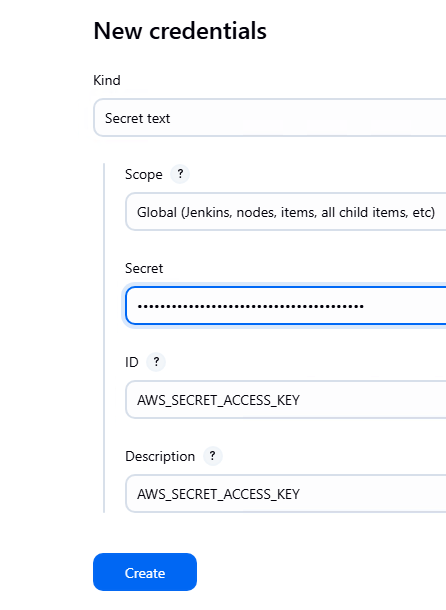 New credentials
Kind
Secret text
Scope ?
Global (Jenkins, nodes, items, all child items, etc)
Secret
••••••••••••••••••••••••••••••••••••••••
ID ?
AWS_SECRET_ACCESS_KEY
Description ?
AWS_SECRET_ACCESS_KEY
Create